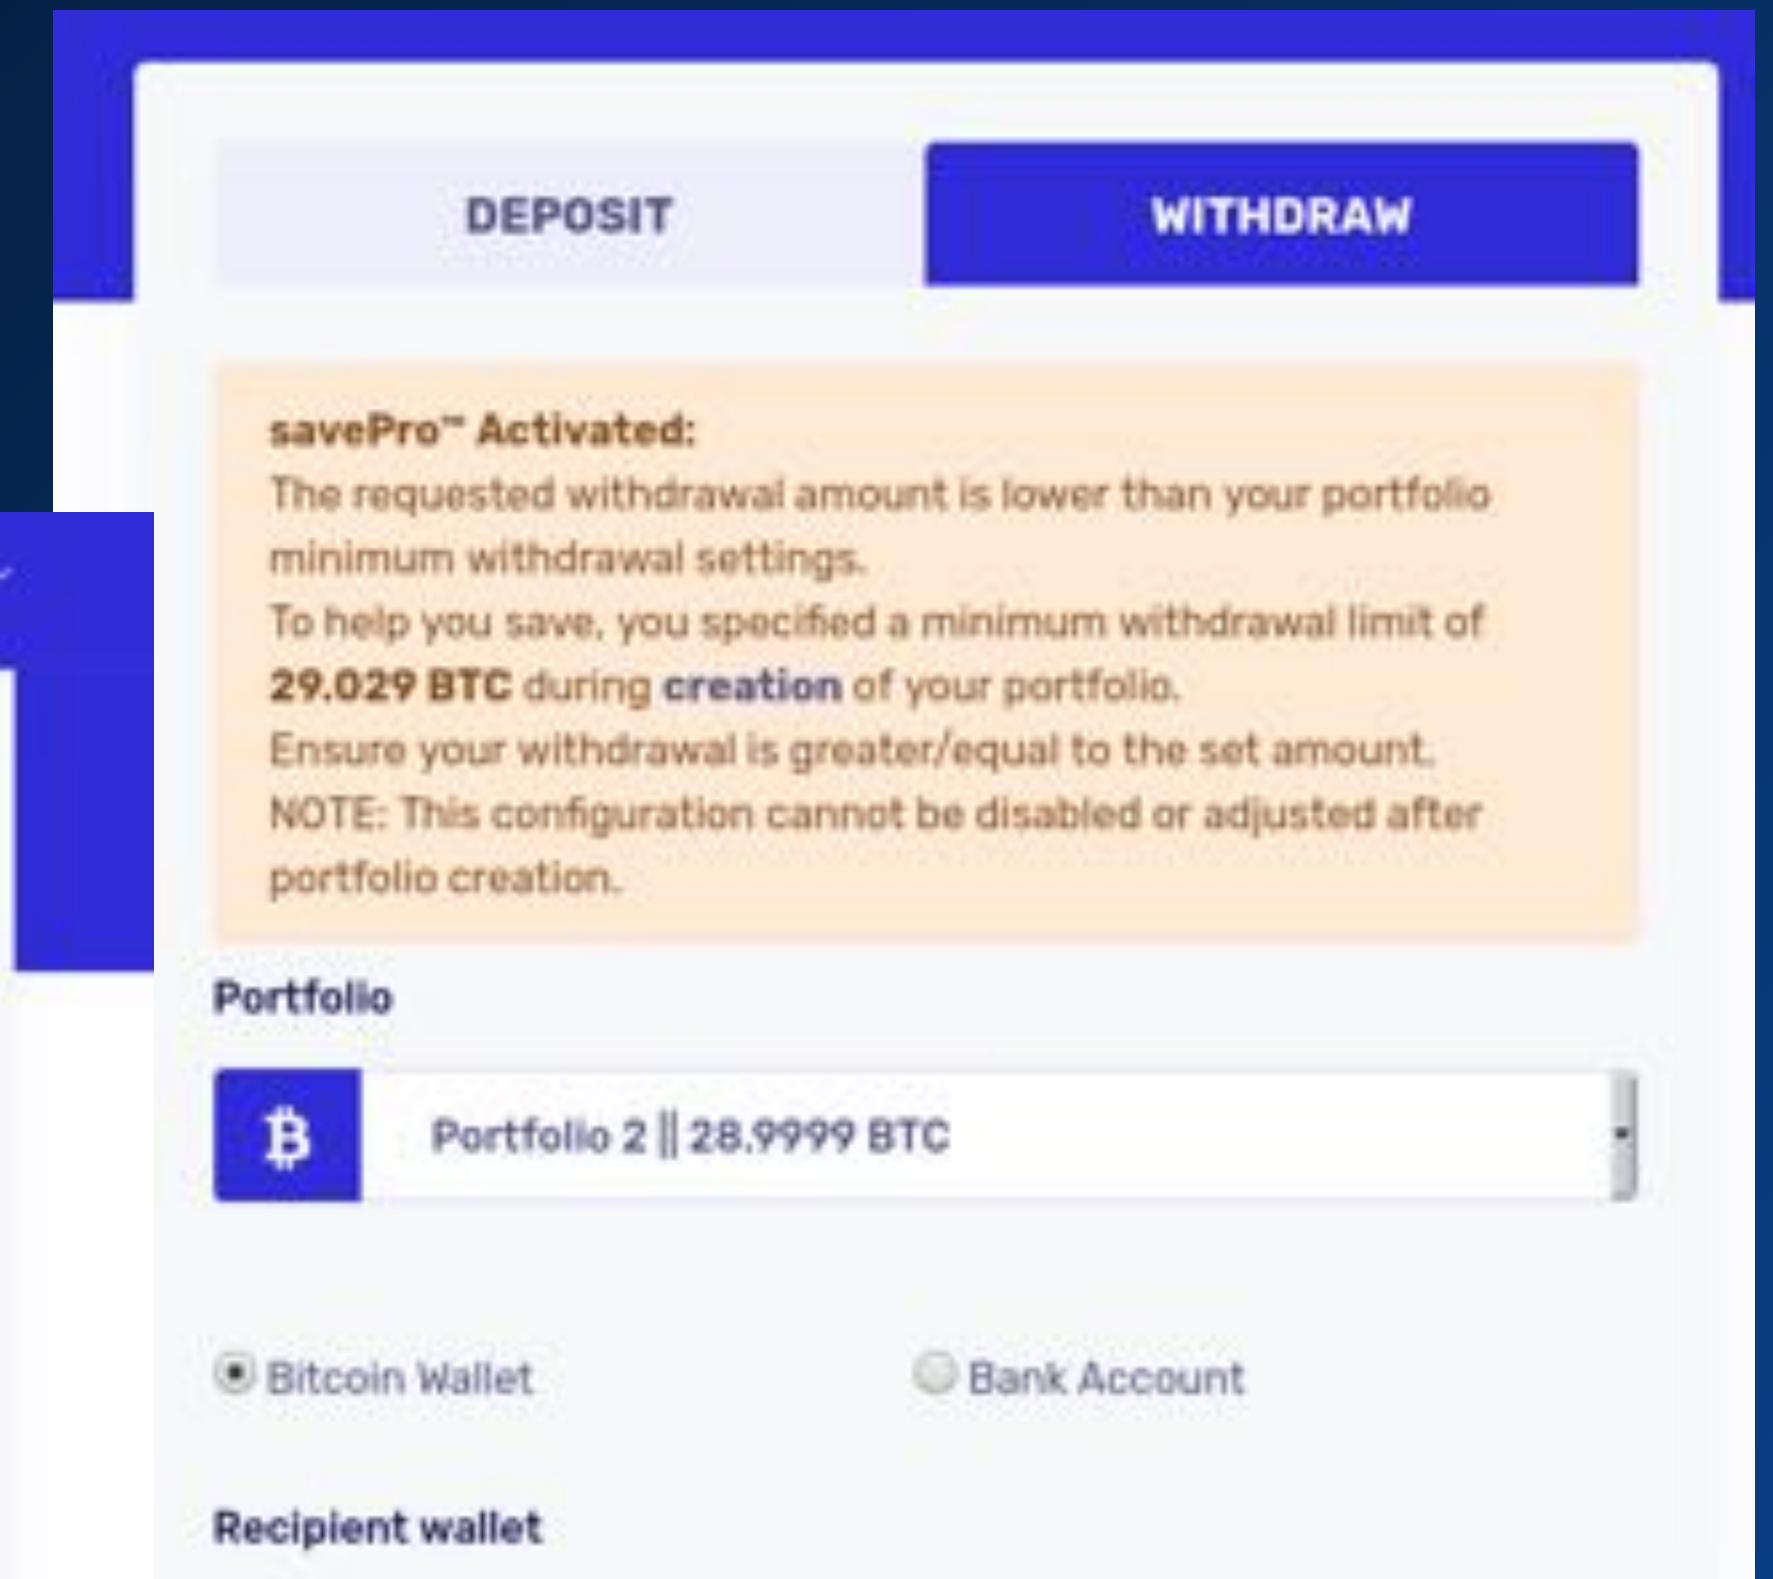 DEPOSIT
WITHDRAW
savePro™ Activated:
The requested withdrawal amount is lower than your portfolio
minimum withdrawal settings.
To help you save, you specified a minimum withdrawal limit of
29.029 BTC during creation of your portfolio.
Ensure your withdrawal is greater/equal to the set amount.
NOTE: This configuration cannot be disabled or adjusted after
portfolio creation.
Portfolio
Portfolio 2 || 28.9999 BTC
Bitcoin Wallet
Bank Account
Recipient wallet